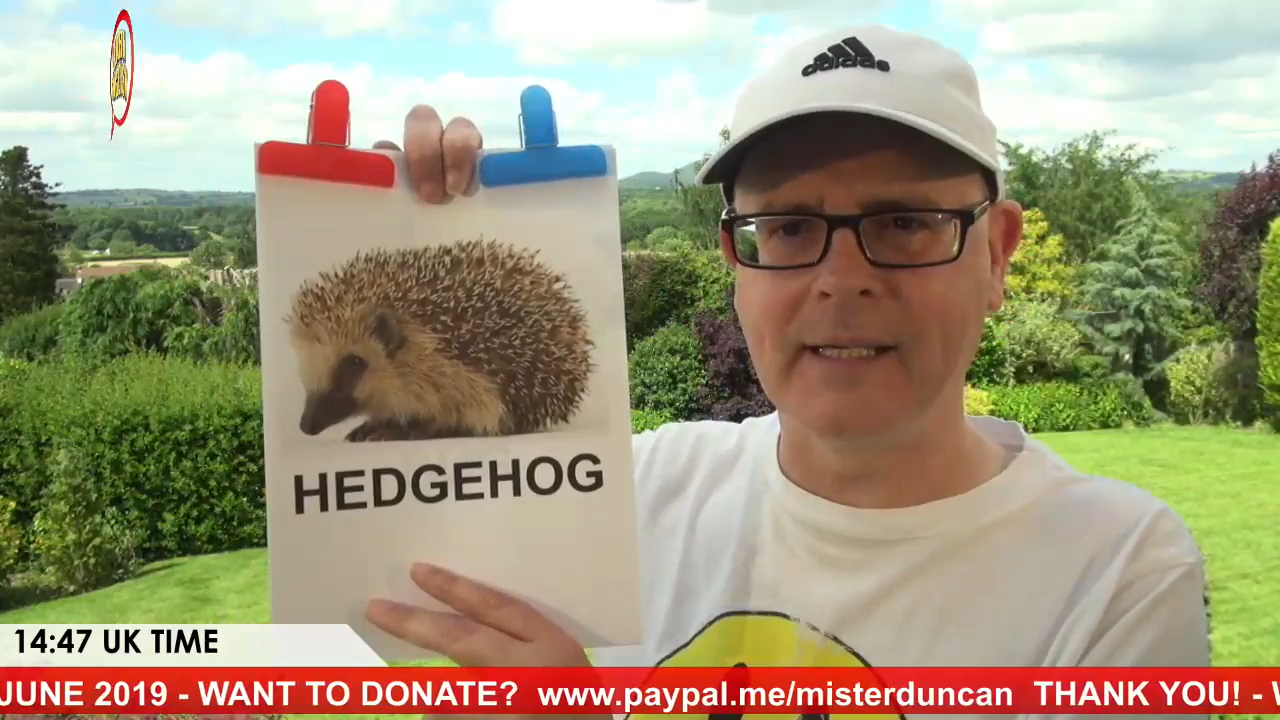 adidas
HEDGEHOG
14:47 UK TIME
JUNE 2019 - WANT TO DONATE? www.paypal.me/misterduncan THANK YOU! -